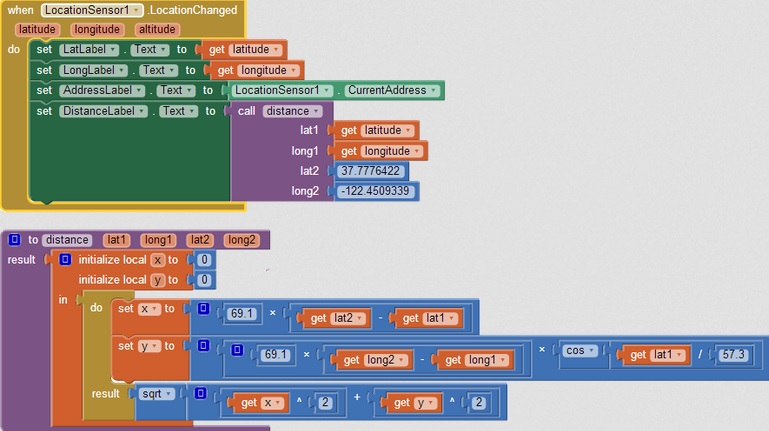 when LocationSensor1 .LocationChanged
latitude longitude altitude
do set LatLabel . Text to get latitude
set LongLabel . Text to get longitude
set AddressLabel . Text to LocationSensor1 . CurrentAddress
set DistanceLabel . Text to call distance
lat1 get latitude
long1 get longitude
lat2 37.7776422
long2 -122.4509339
to distance lat1 long1 lat2 long2
result initialize local x to 0
initialize local y to 0
in do set x to 69.1 × get lat2 - get lat1
set y to 69.1 × get long2 - get long1 × cos get lat1 / 57.3
result sqrt get x ^ 2 + get y ^ 2